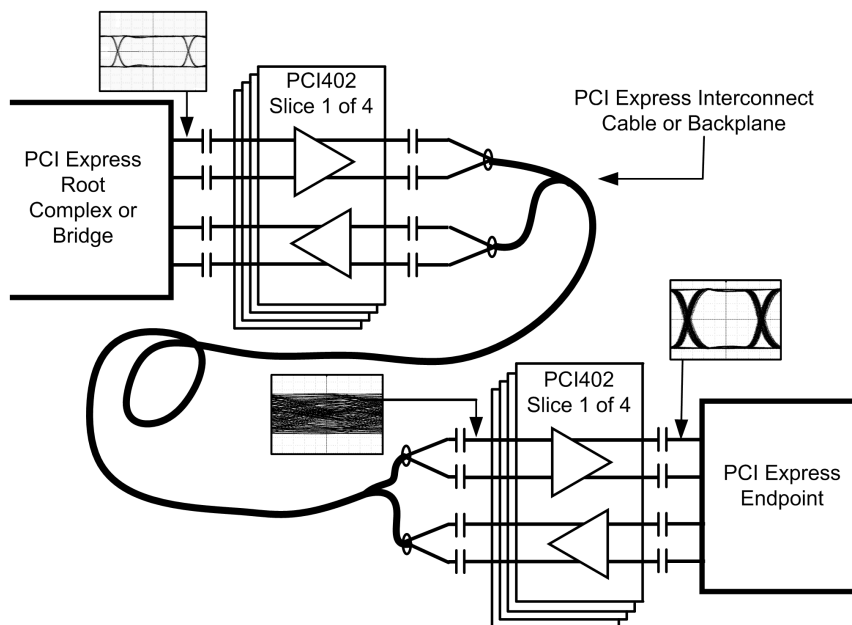 PCI402
Slice 1 of 4
PCI Express Interconnect
Cable or Backplane
PCI Express
Root
Complex or
Bridge
PCI402
Slice 1 of 4
PCI Express
Endpoint